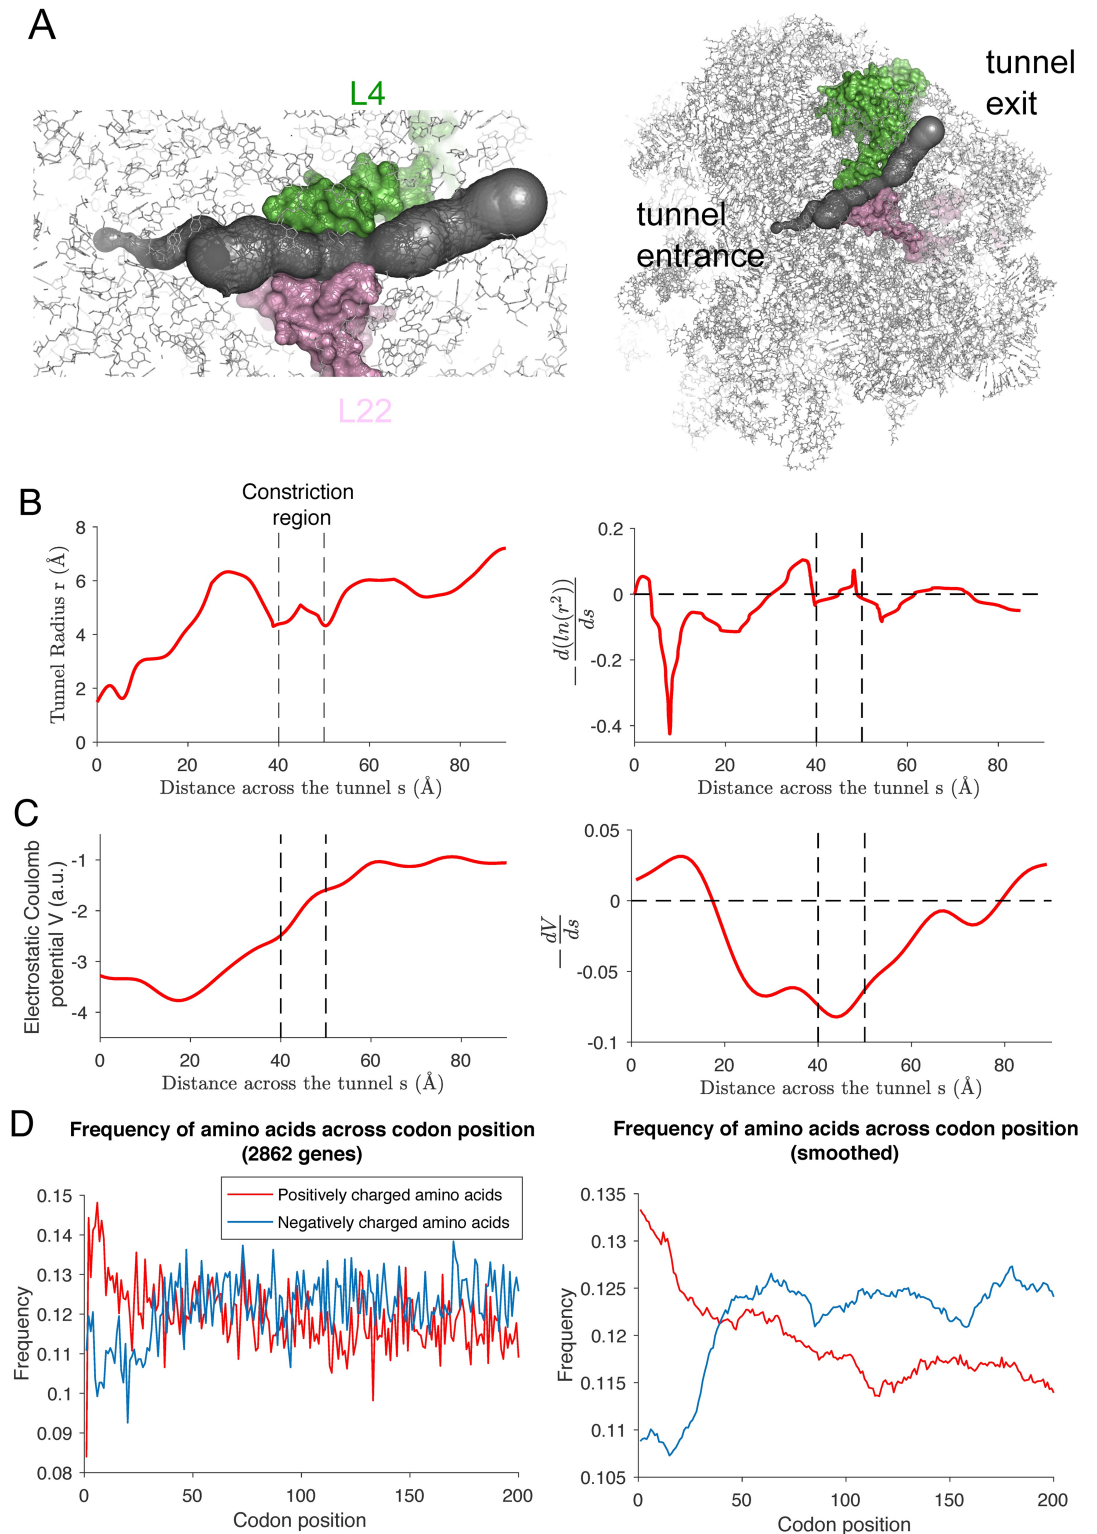 A
L4
L22
tunnel
exit
tunnel
entrance
B
Constriction
region
8
6
4
2
0
Tunnel Radius r (Å)
0 20 40 60 80
Distance across the tunnel s (Å)
0.2
0
-0.2
-0.4
− d(ln(r²))
ds
0 20 40 60 80
Distance across the tunnel s (Å)
C
Electrostatic Coulomb
potential V (a.u.)
-1
-2
-3
-4
0 20 40 60 80
Distance across the tunnel s (Å)
0.05
0
-0.05
-0.1
− dV
ds
0 20 40 60 80
Distance across the tunnel s (Å)
D
Frequency of amino acids across codon position
(2862 genes)
Positively charged amino acids
Negatively charged amino acids
0.15
0.14
0.13
0.12
0.11
0.1
0.09
0.08
Frequency
0 50 100 150 200
Codon position
Frequency of amino acids across codon position
(smoothed)
0.135
0.13
0.125
0.12
0.115
0.11
0.105
Frequency
0 50 100 150 200
Codon position